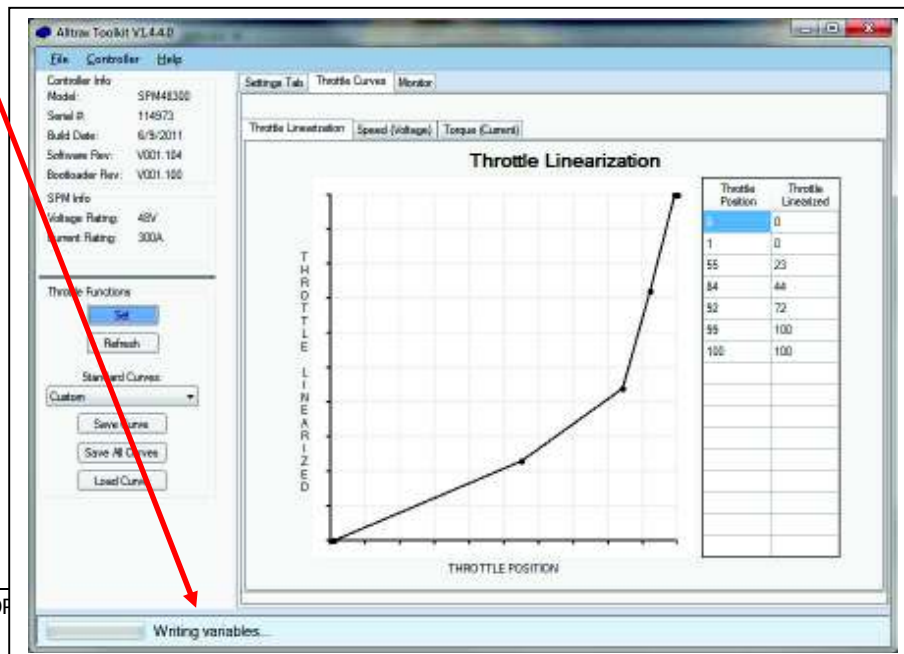 Alltrax Toolkit V1.4.4.0
File Controller Help
Controller Info
Model: SPM48300
Serial #: 114973
Build Date: 6/9/2011
Software Rev: V001.104
Bootloader Rev: V001.100
SPM Info
Voltage Rating: 48V
Current Rating: 300A
Throttle Functions
Set
Refresh
Standard Curves:
Custom
Save Curve
Save All Curves
Load Curve
Settings Tab Throttle Curves Monitor
Throttle Linearization Speed (Voltage) Torque (Current)
Throttle Linearization
THROTTLE LINEARIZED
THROTTLE POSITION
Throttle Position Throttle Linearized
0 0
1 0
55 23
84 44
92 72
99 100
100 100
Writing variables...